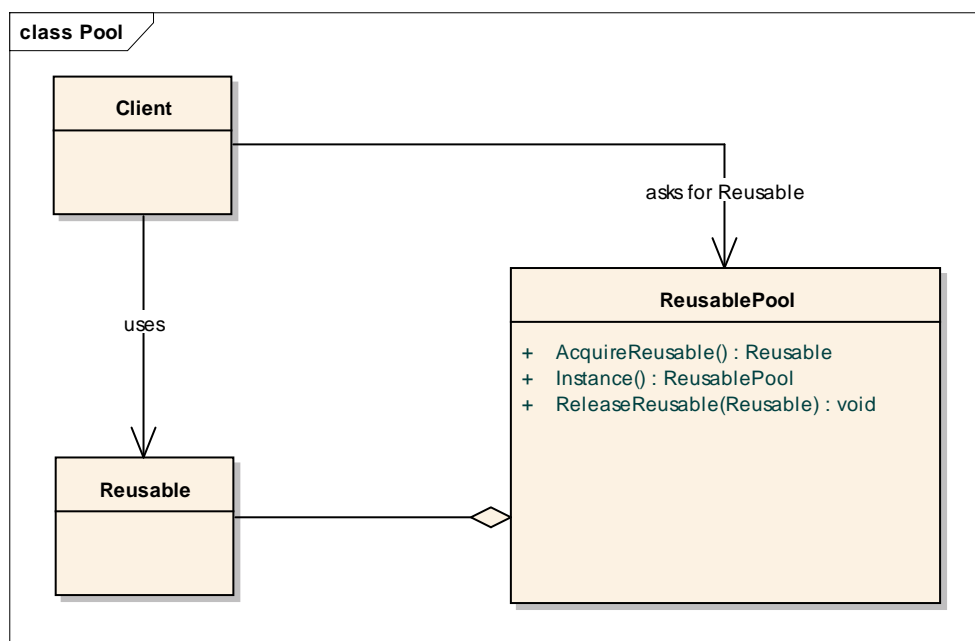 class Pool
Client
asks for Reusable
ReusablePool
+ AcquireReusable() : Reusable
+ Instance() : ReusablePool
+ ReleaseReusable(Reusable) : void
uses
Reusable